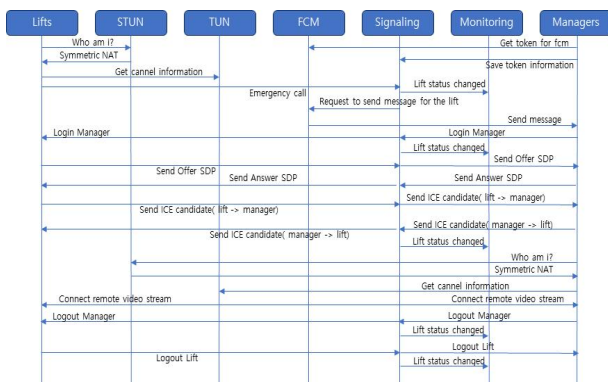 Lifts STUN TUN FCM Signaling Monitoring Managers
Who am I? Get token for fcm
Symmetric NAT Save token information
Get cannel information
Lift status changed
Emergency call
Request to send message for the lift
Send message
Login Manager Login Manager
Lift status changed
Send Offer SDP Send Offer SDP
Send Answer SDP Send Answer SDP
Send ICE candidate( lift -> manager)
Send ICE candidate( lift -> manager)
Send ICE candidate( manager -> lift)
Send ICE candidate( manager -> lift)
Lift status changed
Who am I?
Symmetric NAT
Get cannel information
Connect remote video stream Connect remote video stream
Logout Manager Logout Manager
Lift status changed
Logout Lift Logout Lift
Lift status changed